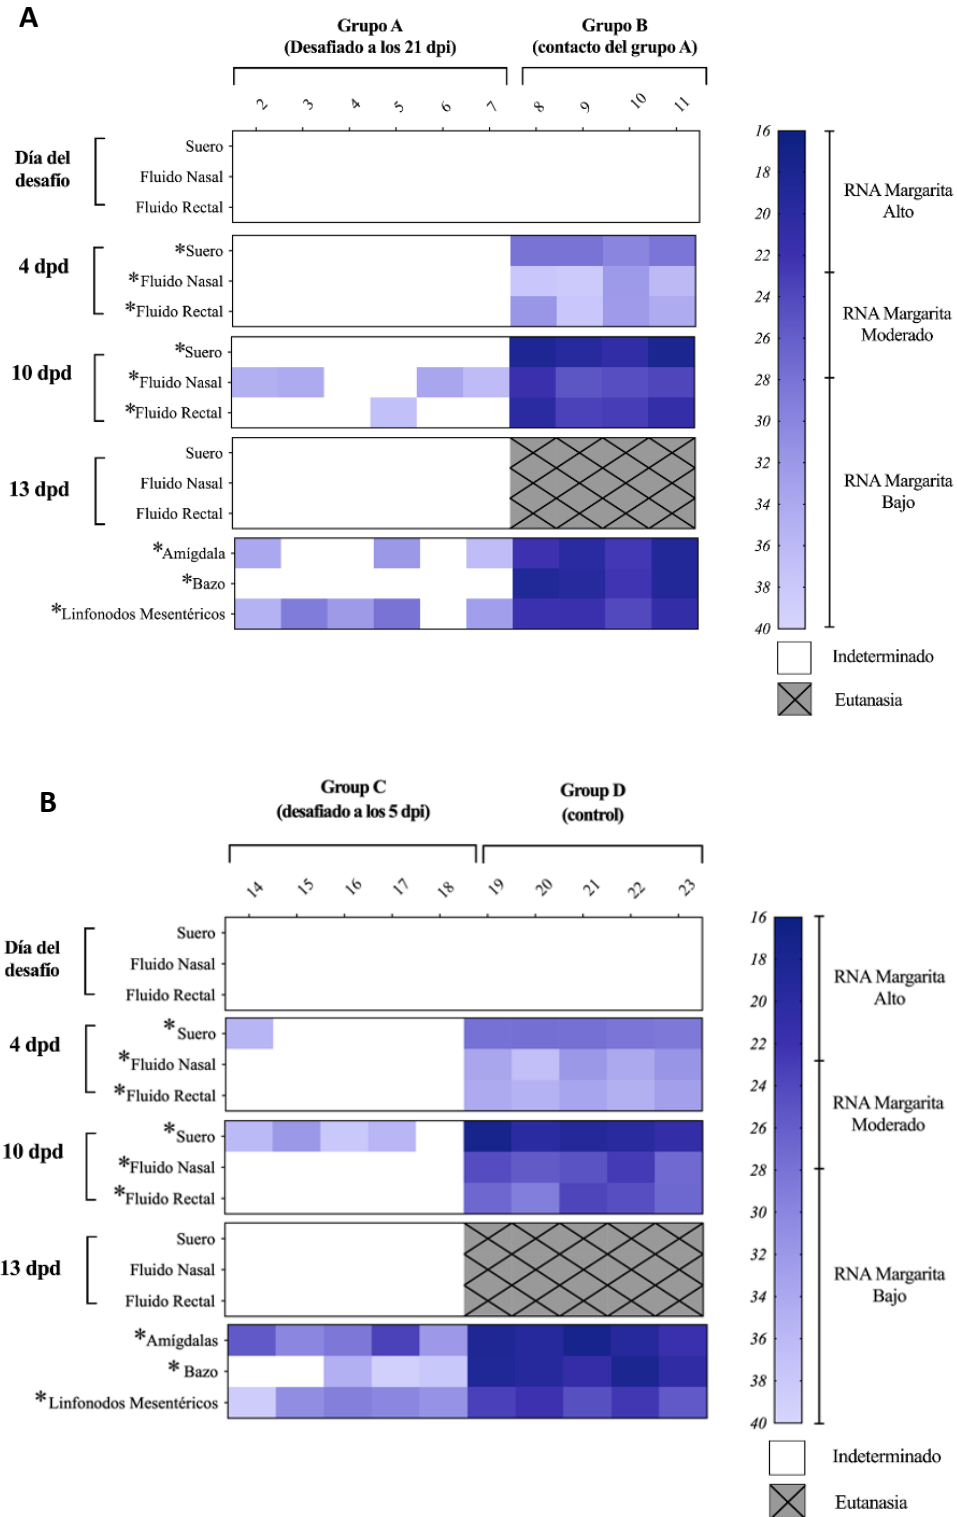 A
Grupo A
(Desafiado a los 21 dpi)
Grupo B
(contacto del grupo A)
2 3 4 5 6 7 8 9 10 11
Día del
desafío
Suero
Fluido Nasal
Fluido Rectal
4 dpd
*Suero
*Fluido Nasal
*Fluido Rectal
10 dpd
*Suero
*Fluido Nasal
*Fluido Rectal
13 dpd
Suero
Fluido Nasal
Fluido Rectal
*Amígdala
*Bazo
*Linfonodos Mesentéricos
16
18
20
22
24
26
28
30
32
34
36
38
40
RNA Margarita
Alto
RNA Margarita
Moderado
RNA Margarita
Bajo
Indeterminado
Eutanasia
B
Group C
(desafiado a los 5 dpi)
Group D
(control)
14 15 16 17 18 19 20 21 22 23
Día del
desafío
Suero
Fluido Nasal
Fluido Rectal
4 dpd
*Suero
*Fluido Nasal
*Fluido Rectal
10 dpd
*Suero
*Fluido Nasal
*Fluido Rectal
13 dpd
Suero
Fluido Nasal
Fluido Rectal
*Amígdalas
* Bazo
*Linfonodos Mesentéricos
16
18
20
22
24
26
28
30
32
34
36
38
40
RNA Margarita
Alto
RNA Margarita
Moderado
RNA Margarita
Bajo
Indeterminado
Eutanasia